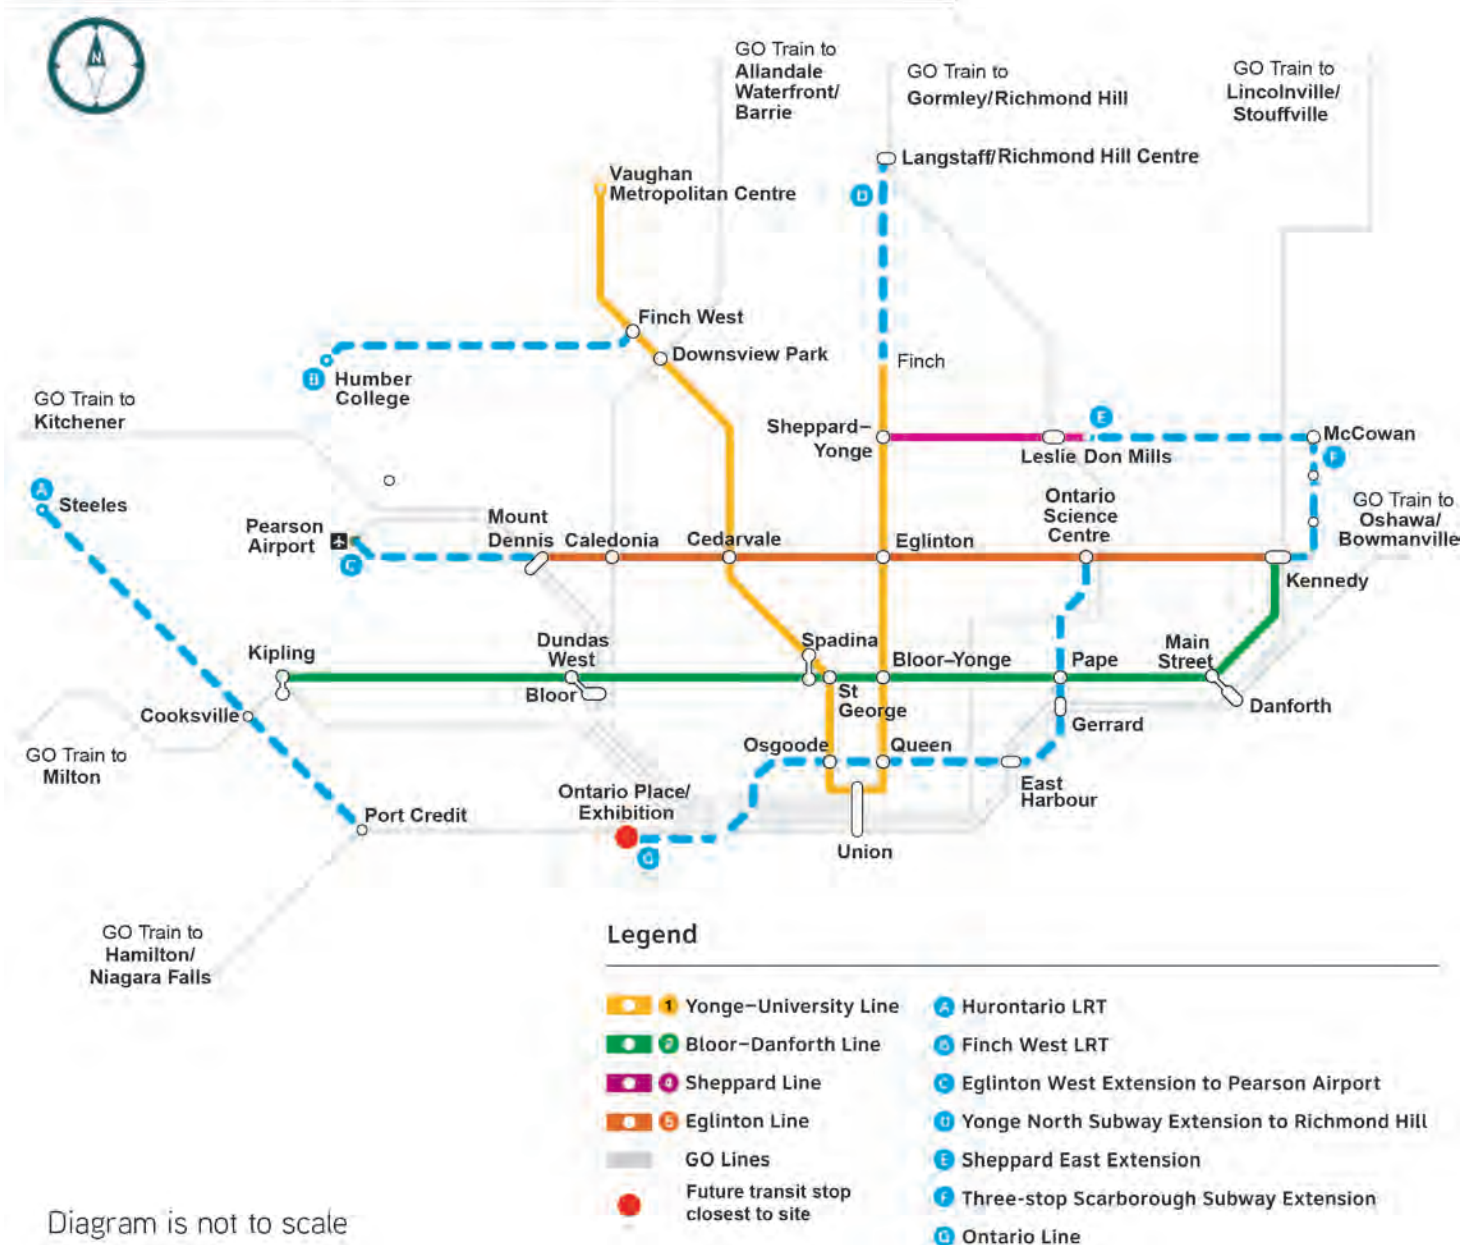 N
GO Train to
Allandale
Waterfront/
Barrie
GO Train to
Gormley/Richmond Hill
GO Train to
Lincolnville/
Stouffville
Langstaff/Richmond Hill Centre
D
Vaughan
Metropolitan Centre
Finch West
Downsview Park
Finch
B
Humber
College
GO Train to
Kitchener
Sheppard–
Yonge
E
Leslie Don Mills
McCowan
F
A
Steeles
Pearson
Airport
C
Mount
Dennis
Caledonia
Cedarvale
Eglinton
Ontario
Science
Centre
GO Train to
Oshawa/
Bowmanville
Kennedy
Kipling
Dundas
West
Bloor
Spadina
St
George
Bloor–Yonge
Pape
Main
Street
Danforth
Cooksville
Gerrard
GO Train to
Milton
Osgoode
Queen
East
Harbour
Ontario Place/
Exhibition
G
Port Credit
Union
GO Train to
Hamilton/
Niagara Falls
Legend
1 Yonge–University Line
2 Bloor–Danforth Line
4 Sheppard Line
5 Eglinton Line
GO Lines
Future transit stop
closest to site
A Hurontario LRT
B Finch West LRT
C Eglinton West Extension to Pearson Airport
D Yonge North Subway Extension to Richmond Hill
E Sheppard East Extension
F Three-stop Scarborough Subway Extension
G Ontario Line
Diagram is not to scale